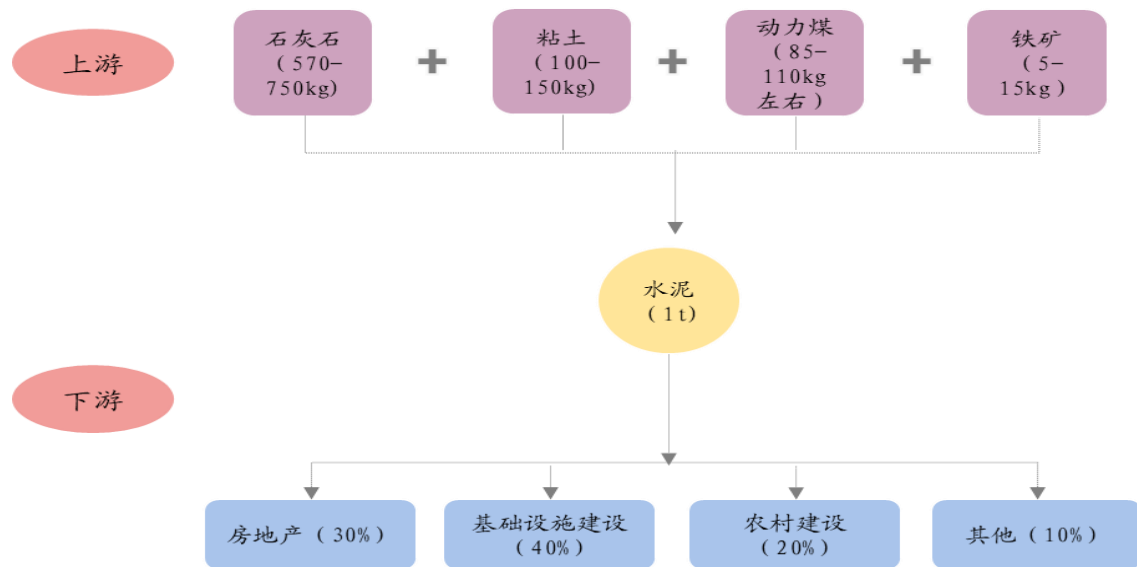 上游
石灰石
（570-
750kg)
粘土
（100-
150kg)
动力煤
（85-
110kg
左右）
铁矿
（5-
15kg）
水泥
（1t)
下游
房地产（30%）
基础设施建设
（40%）
农村建设
（20%）
其他（10%）